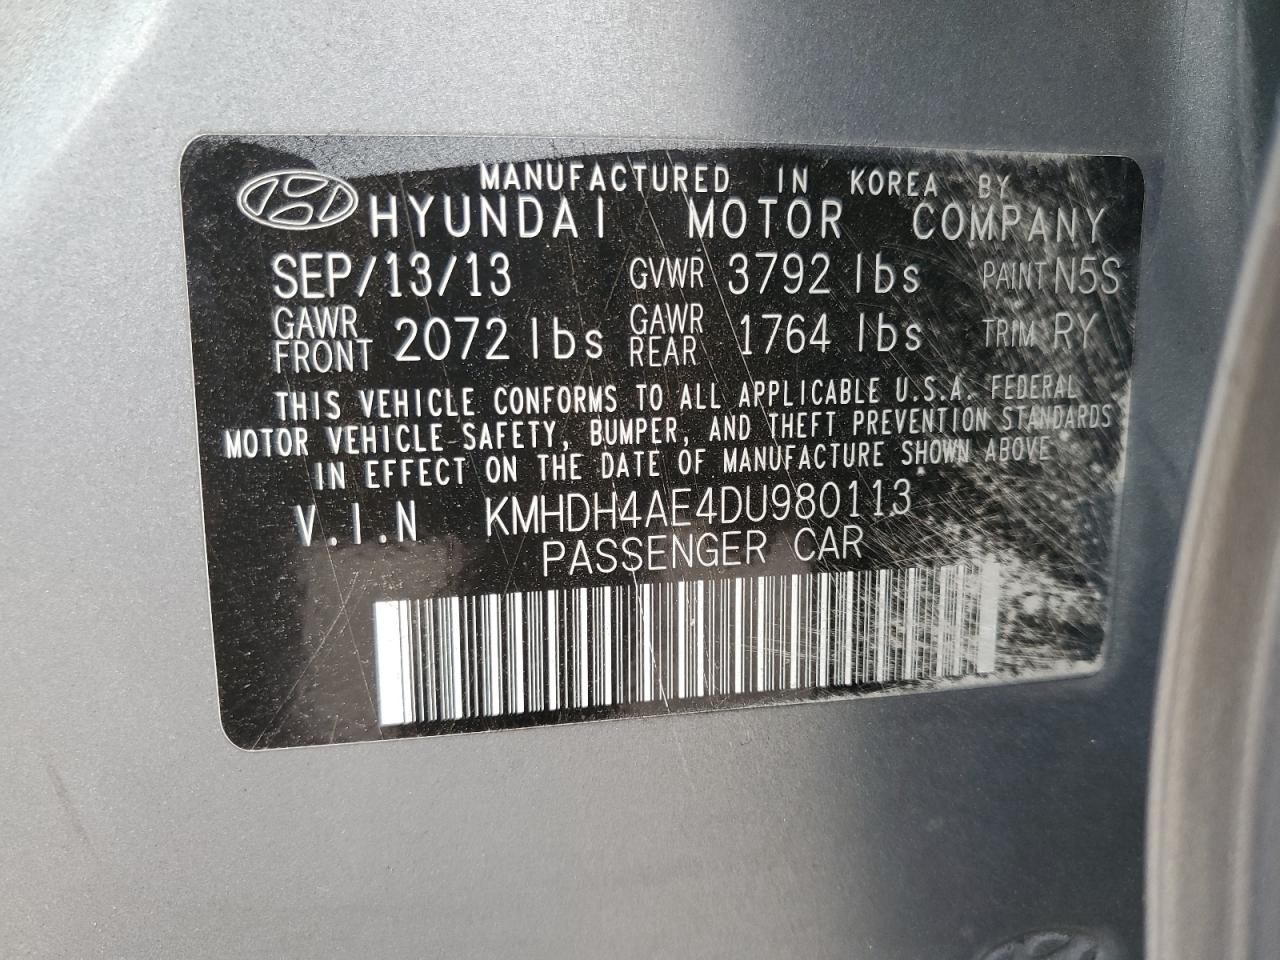 MANUFACTURED IN KOREA BY
HYUNDAI MOTOR COMPANY
SEP/13/13 GVWR 3792 lbs PAINT N5S
GAWR FRONT 2072 lbs GAWR REAR 1764 lbs TRIM RY
THIS VEHICLE CONFORMS TO ALL APPLICABLE U.S.A. FEDERAL
MOTOR VEHICLE SAFETY, BUMPER, AND THEFT PREVENTION STANDARDS
IN EFFECT ON THE DATE OF MANUFACTURE SHOWN ABOVE
V.I.N KMHDH4AE4DU980113
PASSENGER CAR